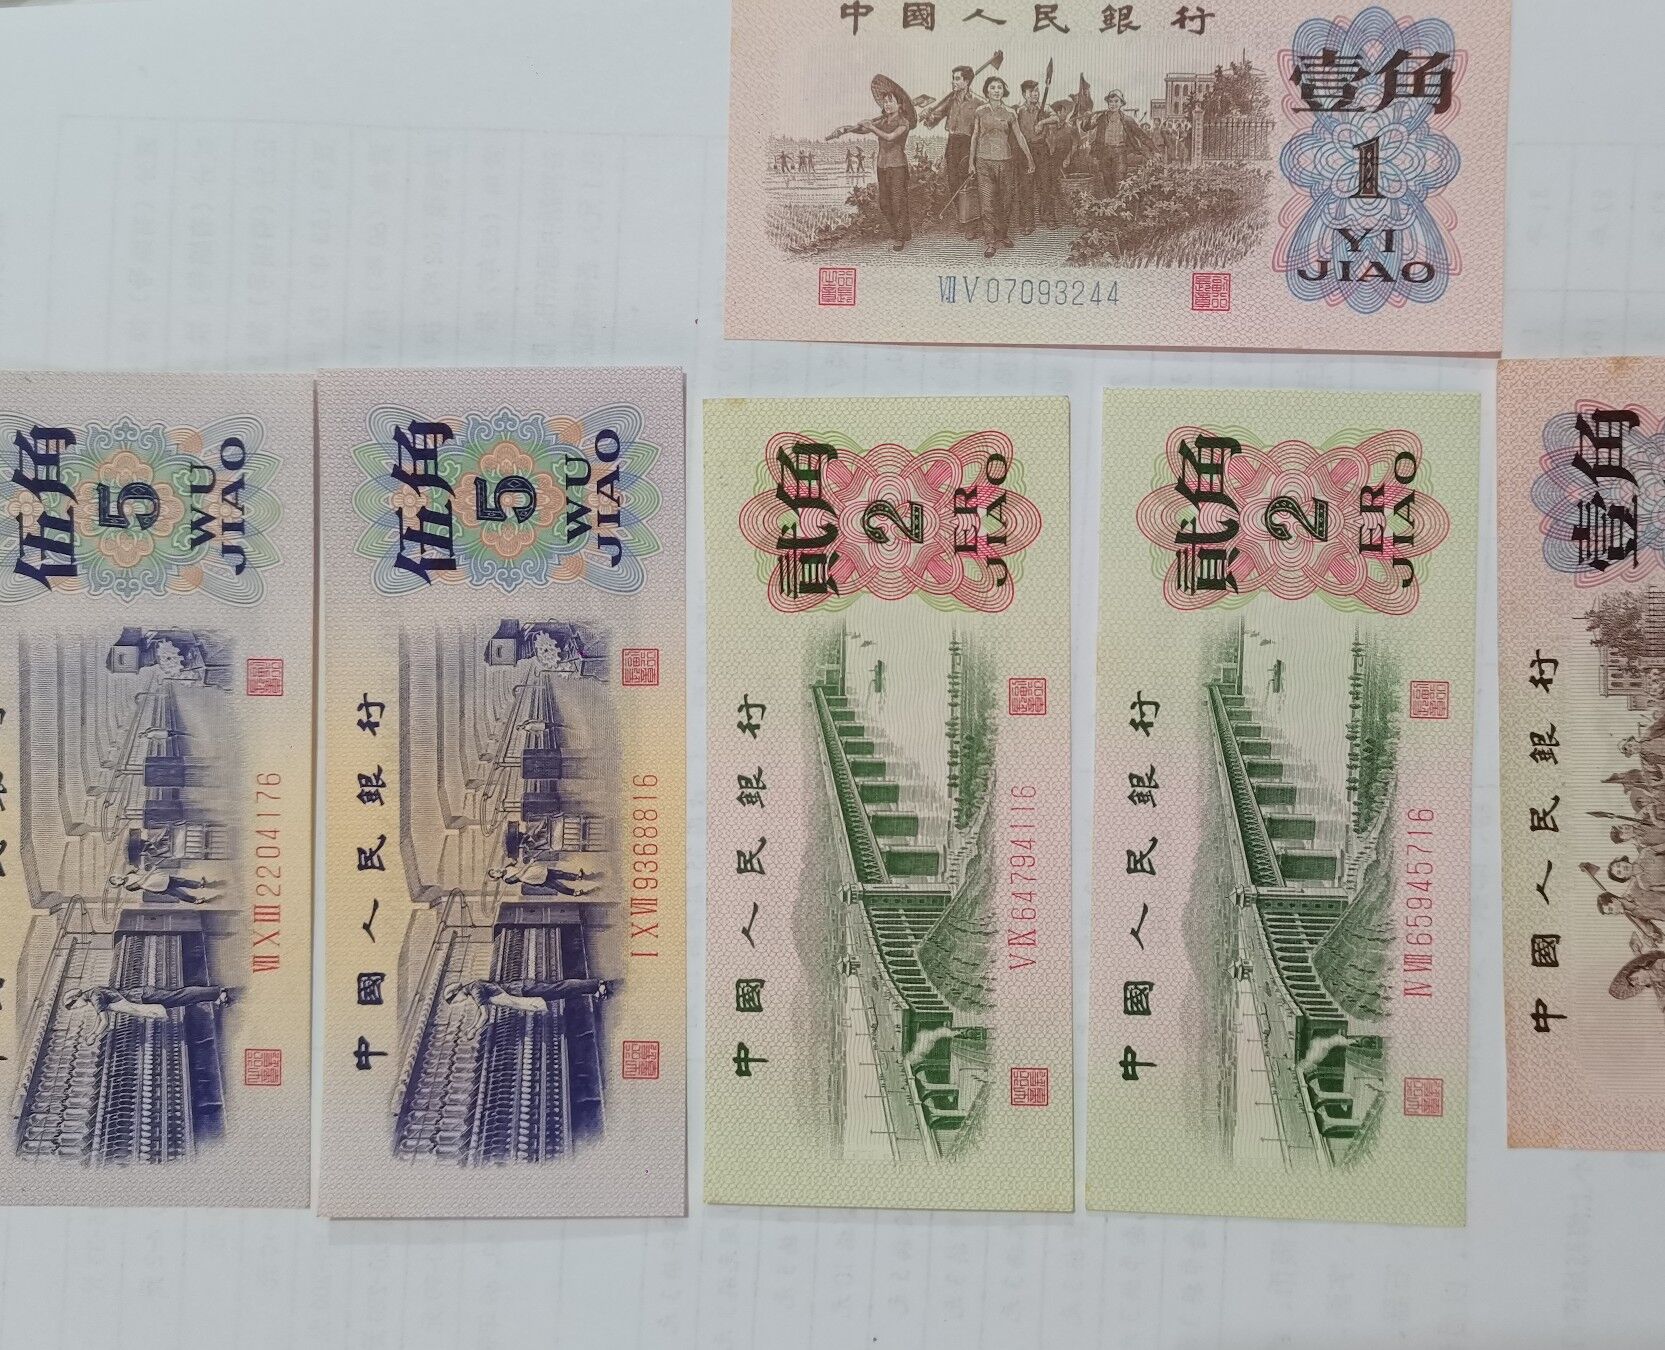 中國人民銀行
壹角
1
YI
JIAO
VIII V 07093244
伍角
5
WU
JIAO
VII X III 2204176
伍角
5
WU
JIAO
中國人民銀行
I X VII 9368816
貳角
2
ER
JIAO
中國人民銀行
V IX 64794116
貳角
2
ER
JIAO
中國人民銀行
IV VIII 65945716
壹角
中國人民銀行